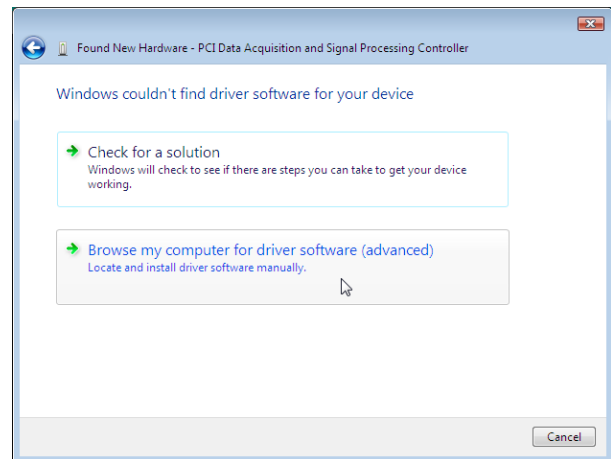 Found New Hardware - PCI Data Acquisition and Signal Processing Controller
Windows couldn't find driver software for your device
Check for a solution
Windows will check to see if there are steps you can take to get your device
working.
Browse my computer for driver software (advanced)
Locate and install driver software manually.
Cancel